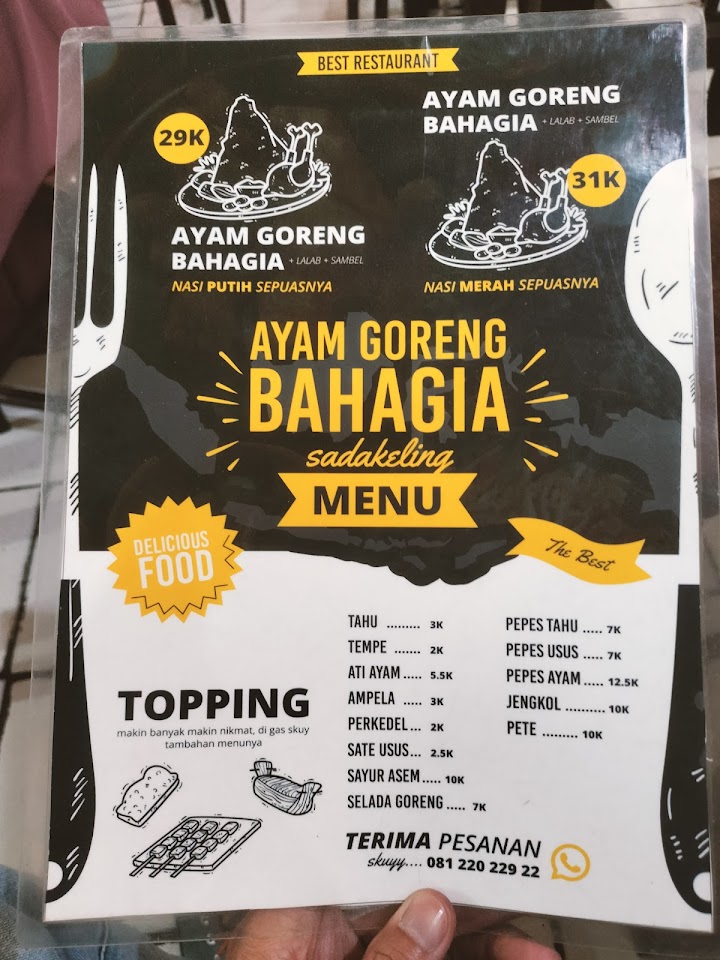 BEST RESTAURANT
29K
AYAM GORENG
BAHAGIA + LALAB + SAMBEL
NASI PUTIH SEPUASNYA
AYAM GORENG
BAHAGIA + LALAB + SAMBEL
31K
NASI MERAH SEPUASNYA
AYAM GORENG
BAHAGIA
sadakeling
MENU
DELICIOUS
FOOD
The Best
TOPPING
makin banyak makin nikmat, di gas skuy
tambahan menunya
TAHU ......... 3K
TEMPE ....... 2K
ATI AYAM..... 5.5K
AMPELA ..... 3K
PERKEDEL... 2K
SATE USUS... 2.5K
SAYUR ASEM..... 10K
SELADA GORENG..... 7K
PEPES TAHU ..... 7K
PEPES USUS ..... 7K
PEPES AYAM..... 12.5K
JENGKOL .......... 10K
PETE ......... 10K
TERIMA PESANAN
skuyy.... 081 220 229 22